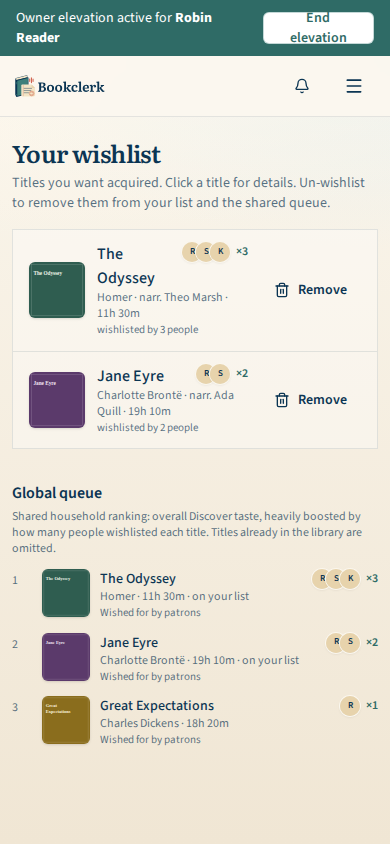 Owner elevation active for Robin
Reader
End
elevation
Bookclerk
Your wishlist
Titles you want acquired. Click a title for details. Un-wishlist
to remove them from your list and the shared queue.
The Odyssey
The
Odyssey
R S K ×3
Homer · narr. Theo Marsh ·
11h 30m
wishlisted by 3 people
Remove
Jane Eyre
Jane Eyre
R S ×2
Charlotte Brontë · narr. Ada
Quill · 19h 10m
wishlisted by 2 people
Remove
Global queue
Shared household ranking: overall Discover taste, heavily boosted by
how many people wishlisted each title. Titles already in the library are
omitted.
1
The Odyssey
The Odyssey
R S K ×3
Homer · 11h 30m · on your list
Wished for by patrons
2
Jane Eyre
Jane Eyre
R S ×2
Charlotte Brontë · 19h 10m · on your list
Wished for by patrons
3
Great
Expectations
Great Expectations
R ×1
Charles Dickens · 18h 20m
Wished for by patrons